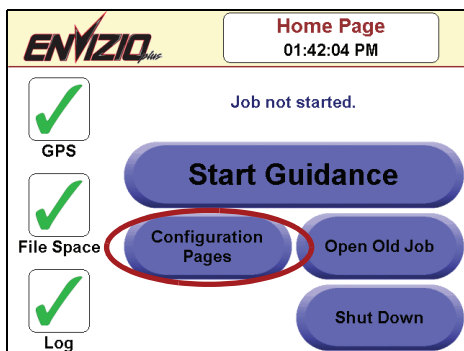 ENVIZIO plus
Home Page
01:42:04 PM
Job not started.
GPS
Start Guidance
File Space
Configuration
Pages
Open Old Job
Log
Shut Down